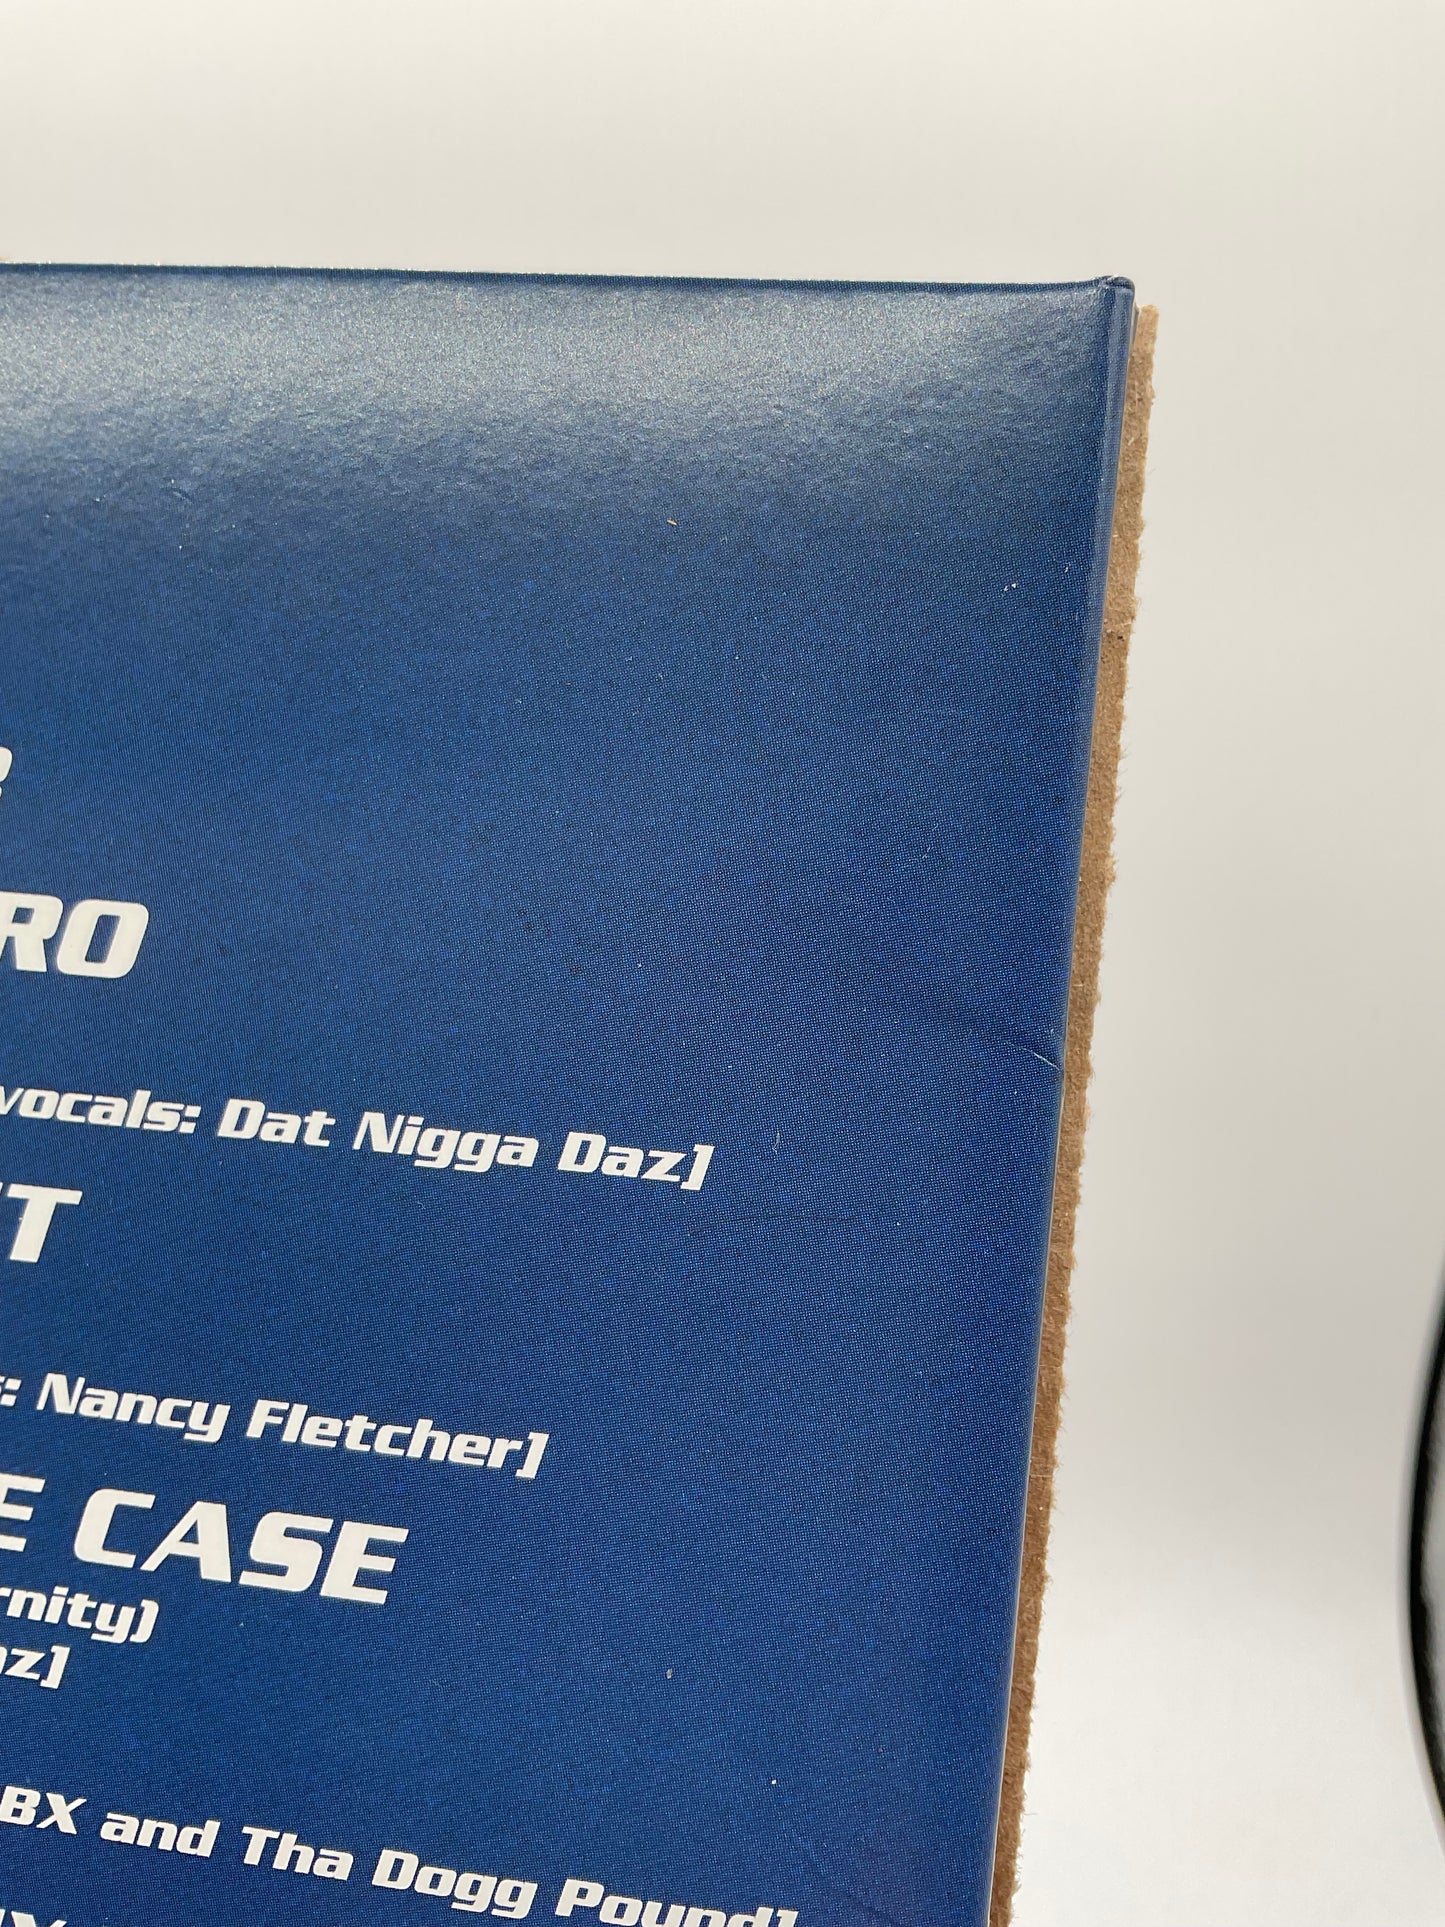 RO
vocals: Dat Nigga Daz]
T
: Nancy Fletcher]
E CASE
rnity)
az]
BX and Tha Dogg Pound]